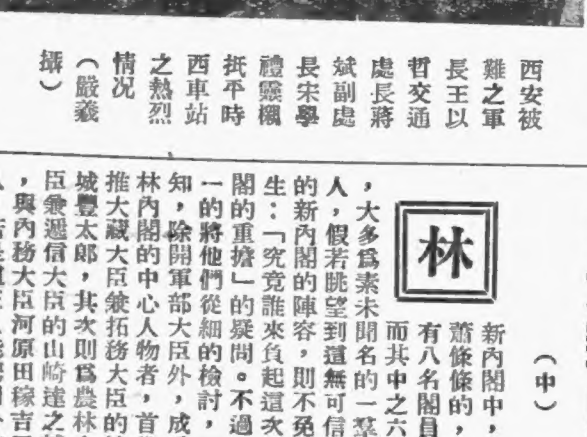 西安被
難之軍
長王以
哲交通
處長蔣
斌副處
長宋學
禮靈櫬
抵平時
西車站
之熱烈
情况
（嚴義
攝）
（中）
林
新內閣中，
蕭條條的，
有八名閣員
而其中之六
，大多爲素未聞名的一羣
人，假若眺望到這無可信
的新內閣的陣容，則不免
生：「究竟誰來負起這次
閣的重擔」的疑問。不過
一的將他們從細的檢討，
知，除開軍部大臣外，成
林內閣的中心人物者，首
推大藏大臣兼拓務大臣的
城豐太郎，其次則爲農林
臣兼遞信大臣的山崎達之
，與內務大臣河原田稼吉